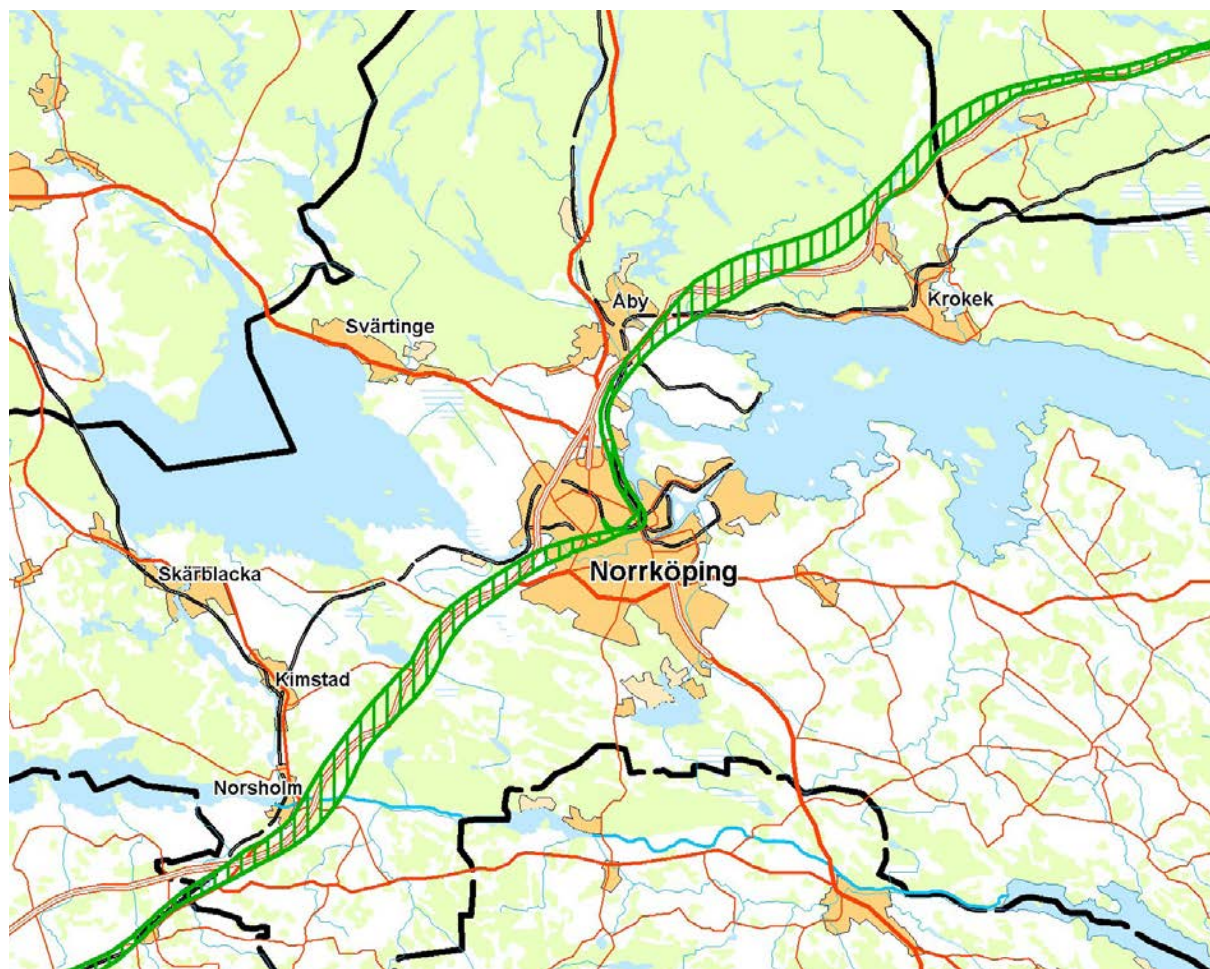 Krokek
Åby
Svärtinge
Skärblacka
Norrköping
Kimstad
Norsholm